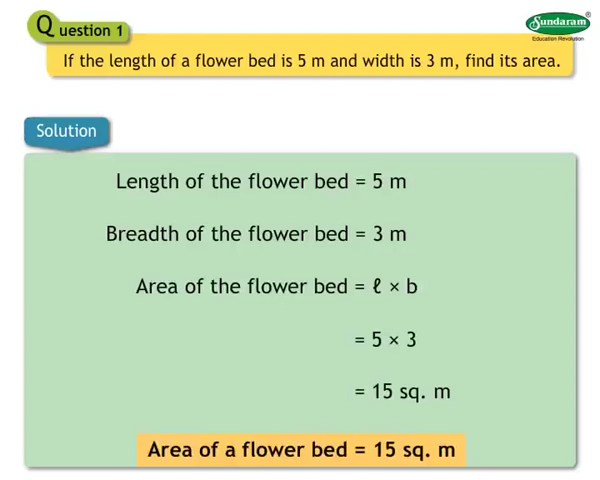 Question 1
Sundaram®
Education Revolution
If the length of a flower bed is 5 m and width is 3 m, find its area.
Solution
Length of the flower bed = 5 m
Breadth of the flower bed = 3 m
Area of the flower bed = ℓ × b
= 5 × 3
= 15 sq. m
Area of a flower bed = 15 sq. m